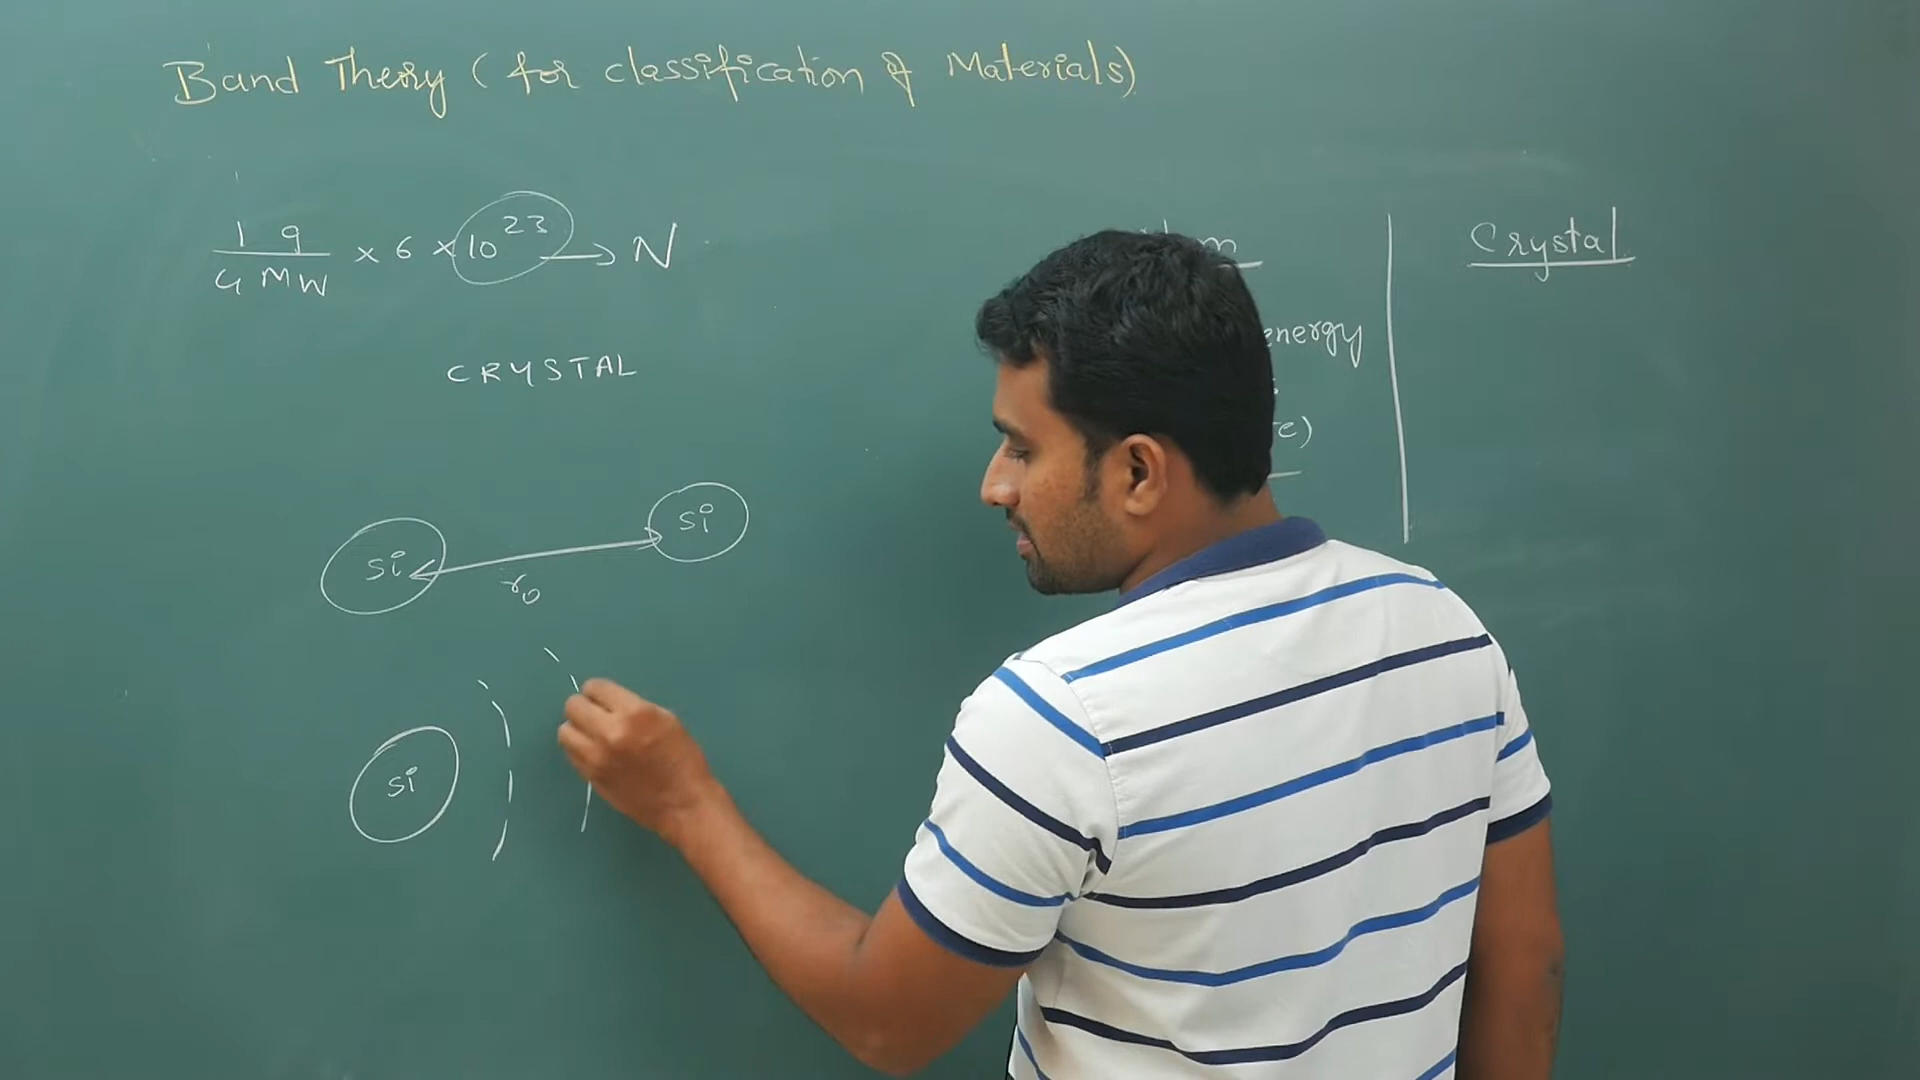 Band Theory (for classification of Materials)
1 g
G MW
× 6 × 10²³ → N
CRYSTAL
Crystal
energy
si
si
r₀
si